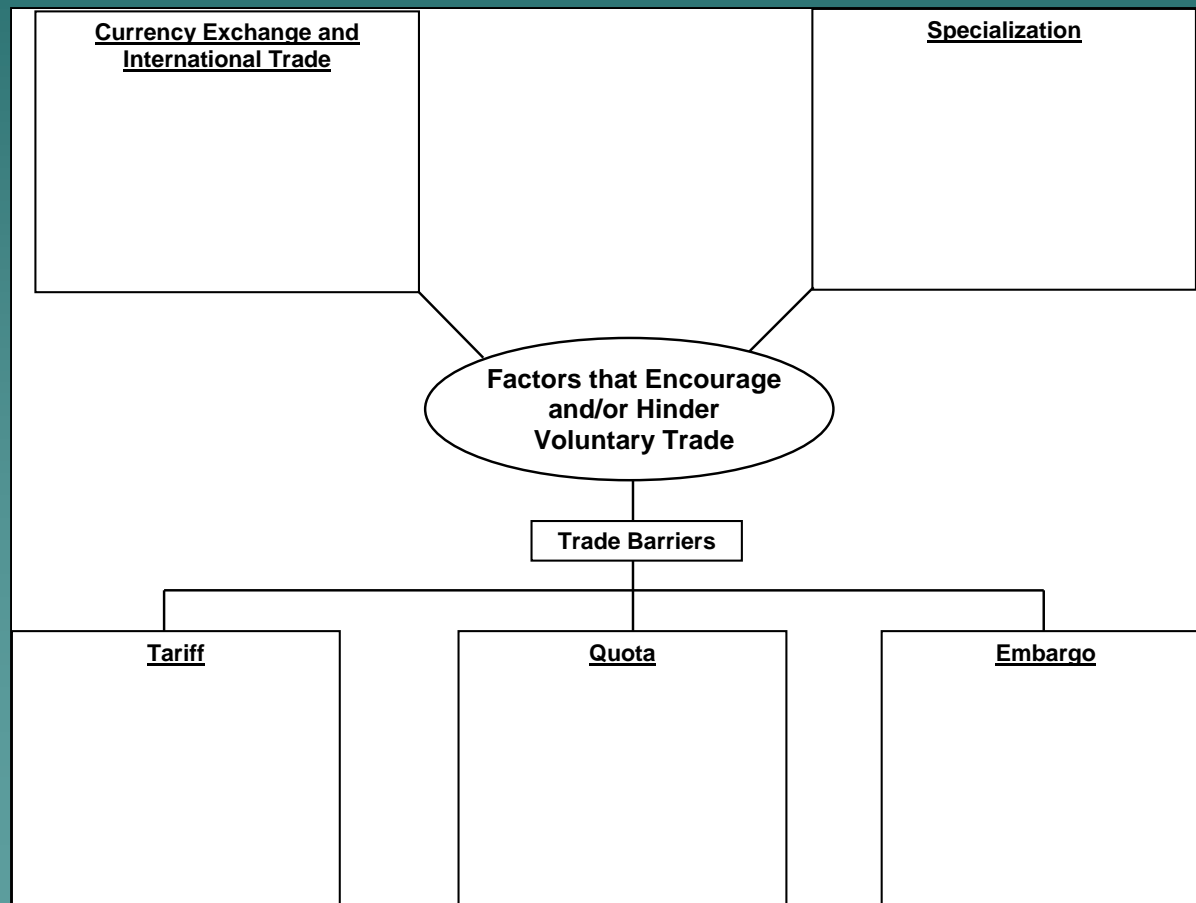 Currency Exchange and
International Trade
Specialization
Factors that Encourage
and/or Hinder
Voluntary Trade
Trade Barriers
Tariff
Quota
Embargo